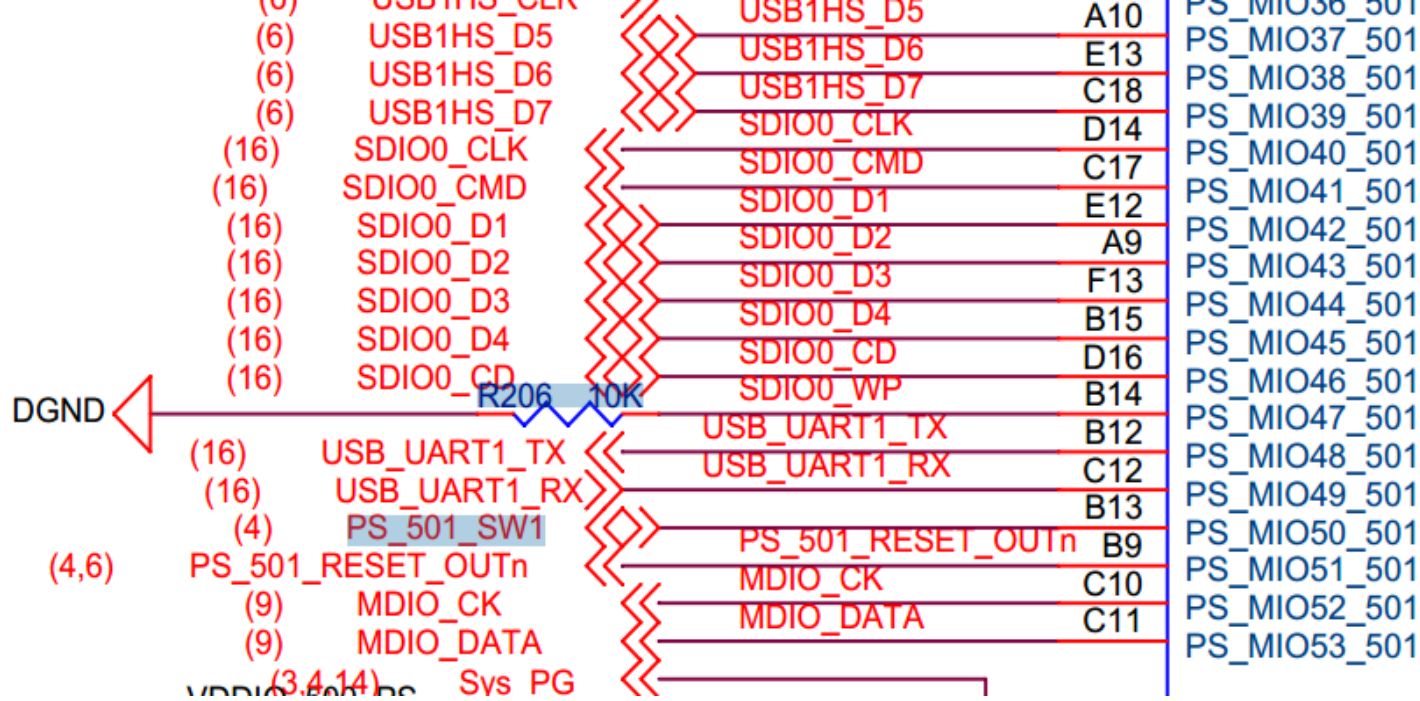 (6) USB1HS_CLK USB1HS_D5 A10 PS_MIO36_501
(6) USB1HS_D5 USB1HS_D6 E13 PS_MIO37_501
(6) USB1HS_D6 USB1HS_D7 C18 PS_MIO38_501
(6) USB1HS_D7 SDIO0_CLK D14 PS_MIO39_501
(16) SDIO0_CLK SDIO0_CMD C17 PS_MIO40_501
(16) SDIO0_CMD SDIO0_D1 E12 PS_MIO41_501
(16) SDIO0_D1 SDIO0_D2 A9 PS_MIO42_501
(16) SDIO0_D2 SDIO0_D3 F13 PS_MIO43_501
(16) SDIO0_D3 SDIO0_D4 B15 PS_MIO44_501
(16) SDIO0_D4 SDIO0_CD D16 PS_MIO45_501
(16) SDIO0_CD SDIO0_WP B14 PS_MIO46_501
DGND R206 10K USB_UART1_TX B12 PS_MIO47_501
(16) USB_UART1_TX USB_UART1_RX C12 PS_MIO48_501
(16) USB_UART1_RX B13 PS_MIO49_501
(4) PS_501_SW1 PS_501_RESET_OUTn B9 PS_MIO50_501
(4,6) PS_501_RESET_OUTn MDIO_CK C10 PS_MIO51_501
(9) MDIO_CK MDIO_DATA C11 PS_MIO52_501
(9) MDIO_DATA PS_MIO53_501
(3,4,14) Sys_PG